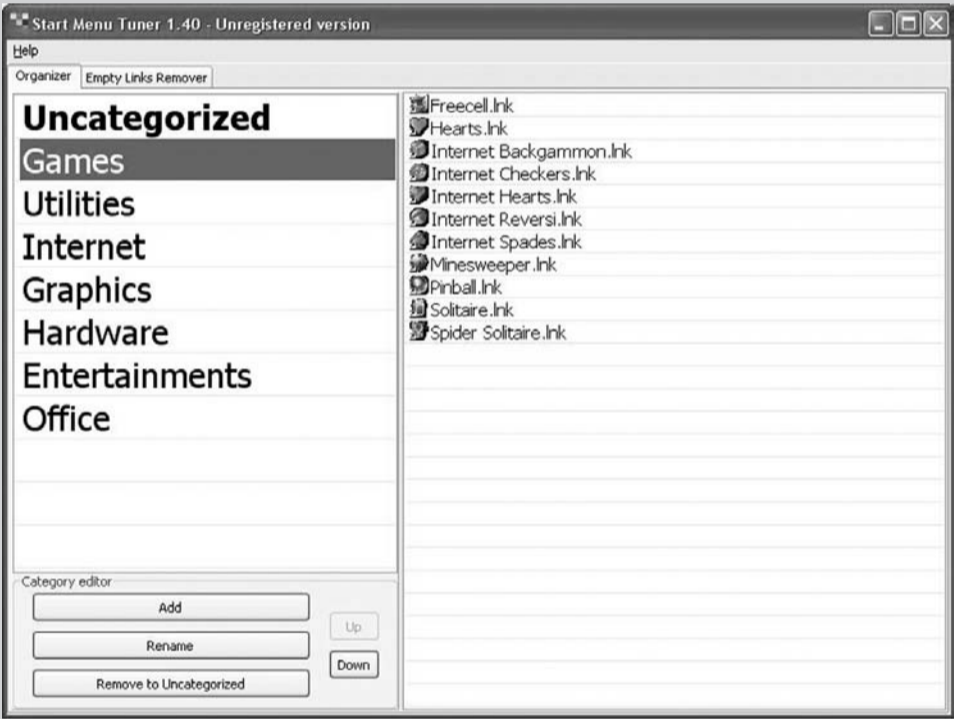 Start Menu Tuner 1.40 - Unregistered version
Help
Organizer
Empty Links Remover
Uncategorized
Games
Utilities
Internet
Graphics
Hardware
Entertainments
Office
Freecell.lnk
Hearts.lnk
Internet Backgammon.lnk
Internet Checkers.lnk
Internet Hearts.lnk
Internet Reversi.lnk
Internet Spades.lnk
Minesweeper.lnk
Pinball.lnk
Solitaire.lnk
Spider Solitaire.lnk
Category editor
Add
Rename
Remove to Uncategorized
Up
Down